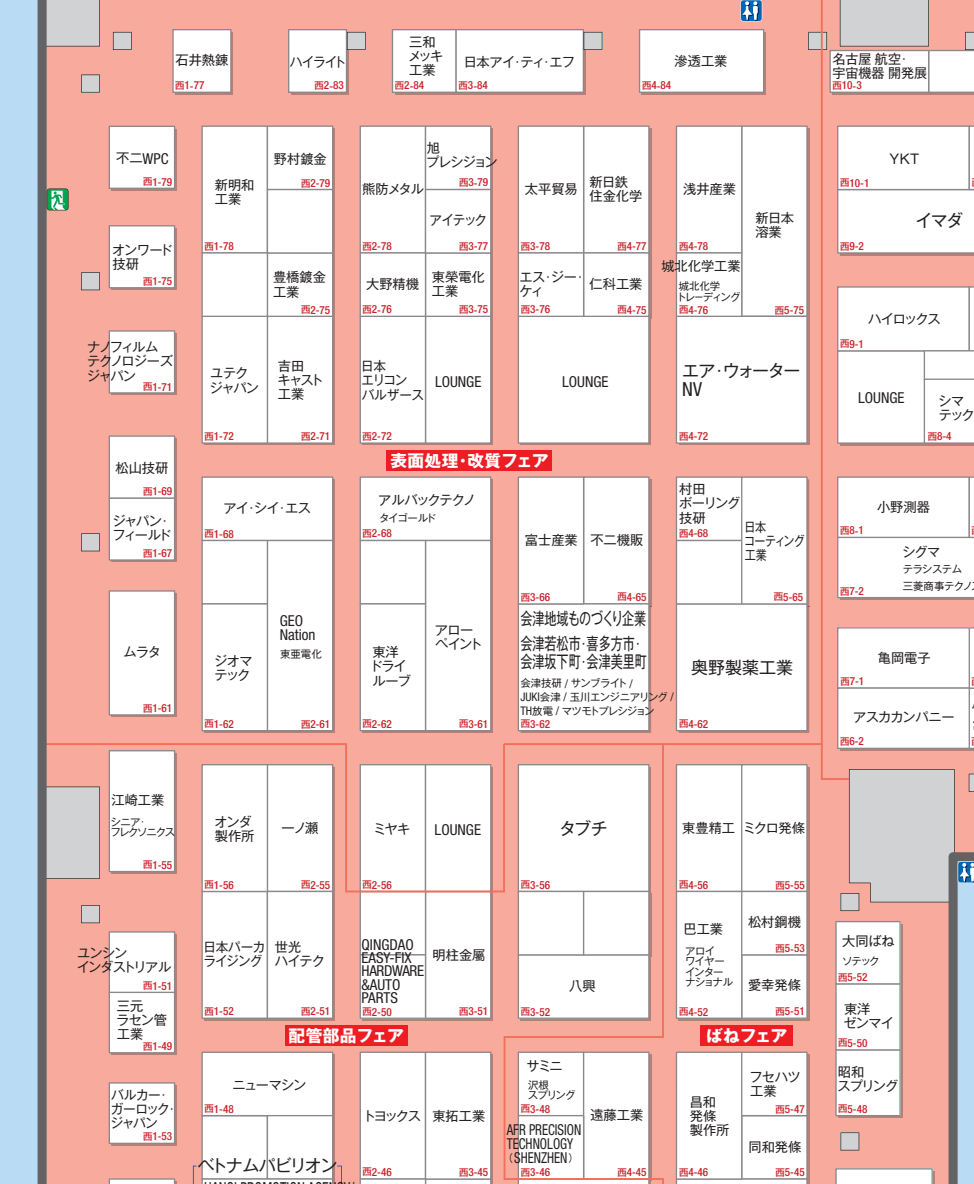 石井熱錬
西1-77
ハイライト
西2-83
三和
メッキ
工業
西2-84
日本アイ・ティ・エフ
西3-84
滲透工業
西4-84
名古屋 航空・
宇宙機器 開発展
西10-3
不二WPC
西1-79
新明和
工業
西1-78
野村鍍金
西2-79
熊防メタル
西2-78
旭
プレシジョン
西3-79
アイテック
西3-77
太平貿易
西3-78
新日鉄
住金化学
西4-77
浅井産業
西4-78
新日本
溶業
西5-75
YKT
西10-1
イマダ
西9-2
オンワード
技研
西1-75
豊橋鍍金
工業
西2-75
大野精機
西2-76
東榮電化
工業
西3-75
エス・ジー・
ケイ
西3-76
仁科工業
西4-75
城北化学工業
城北化学
トレーディング
西4-76
ナノフィルム
テクノロジーズ
ジャパン
西1-71
ユテク
ジャパン
西1-72
吉田
キャスト
工業
西2-71
日本
エリコン
バルザース
西2-72
LOUNGE
LOUNGE
エア・ウォーター
NV
西4-72
ハイロックス
西9-1
LOUNGE
シマ
テック
西8-4
表面処理・改質フェア
松山技研
西1-69
ジャパン・
フィールド
西1-67
アイ・シイ・エス
西1-68
アルバックテクノ
タイゴールド
西2-68
富士産業
西3-66
不二機販
西4-65
村田
ボーリング
技研
西4-68
日本
コーティング
工業
西5-65
小野測器
西8-1
シグマ
テラシステム
三菱商事テクノス
西7-2
ムラタ
西1-61
ジオマ
テック
西1-62
GEO
Nation
東亜電化
西2-61
東洋
ドライ
ルーブ
西2-62
アロー
ペイント
西3-61
会津地域ものづくり企業
会津若松市・喜多方市・
会津坂下町・会津美里町
会津技研 / サンブライト /
JUKI会津 / 玉川エンジニアリング /
TH放電 / マツモトプレシジョン
西3-62
奥野製薬工業
西4-62
亀岡電子
西7-1
アスカカンパニー
西6-2
江崎工業
シニア・
フレクソニクス
西1-55
オンダ
製作所
西1-56
一ノ瀬
西2-55
ミヤキ
西2-56
LOUNGE
タブチ
西3-56
東豊精工
西4-56
ミクロ発條
西5-55
ユンシン
インダストリアル
西1-51
三元
ラセン管
工業
西1-49
日本パーカ
ライジング
西1-52
世光
ハイテク
西2-51
QINGDAO
EASY-FIX
HARDWARE
&AUTO
PARTS
西2-50
明柱金属
西3-51
八興
西3-52
巴工業
アロイ
ワイヤー
インター
ナショナル
西4-52
松村鋼機
西5-53
愛幸発條
西5-51
大同ばね
ソテック
西5-52
東洋
ゼンマイ
西5-50
昭和
スプリング
西5-48
配管部品フェア
ばねフェア
バルカー・
ガーロック・
ジャパン
西1-53
ニューマシン
西1-48
トヨックス
西2-46
東拓工業
西3-45
サミニ
沢根
スプリング
西3-48
AFR PRECISION
TECHNOLOGY
(SHENZHEN)
西3-46
遠藤工業
西4-45
昌和
発條
製作所
西4-46
フセハツ
工業
西5-47
同和発條
西5-45
ベトナムパビリオン